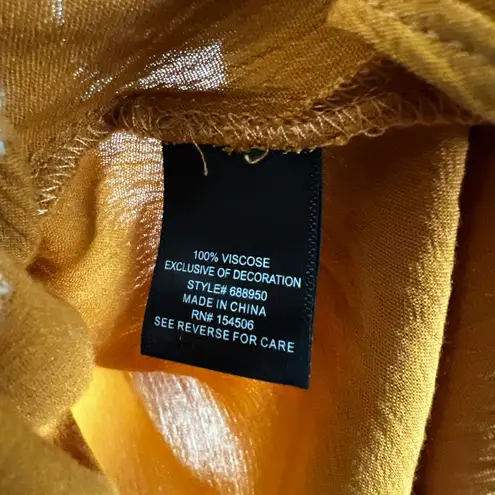 100% VISCOSE
EXCLUSIVE OF DECORATION
STYLE# 688950
MADE IN CHINA
RN# 154506
SEE REVERSE FOR CARE